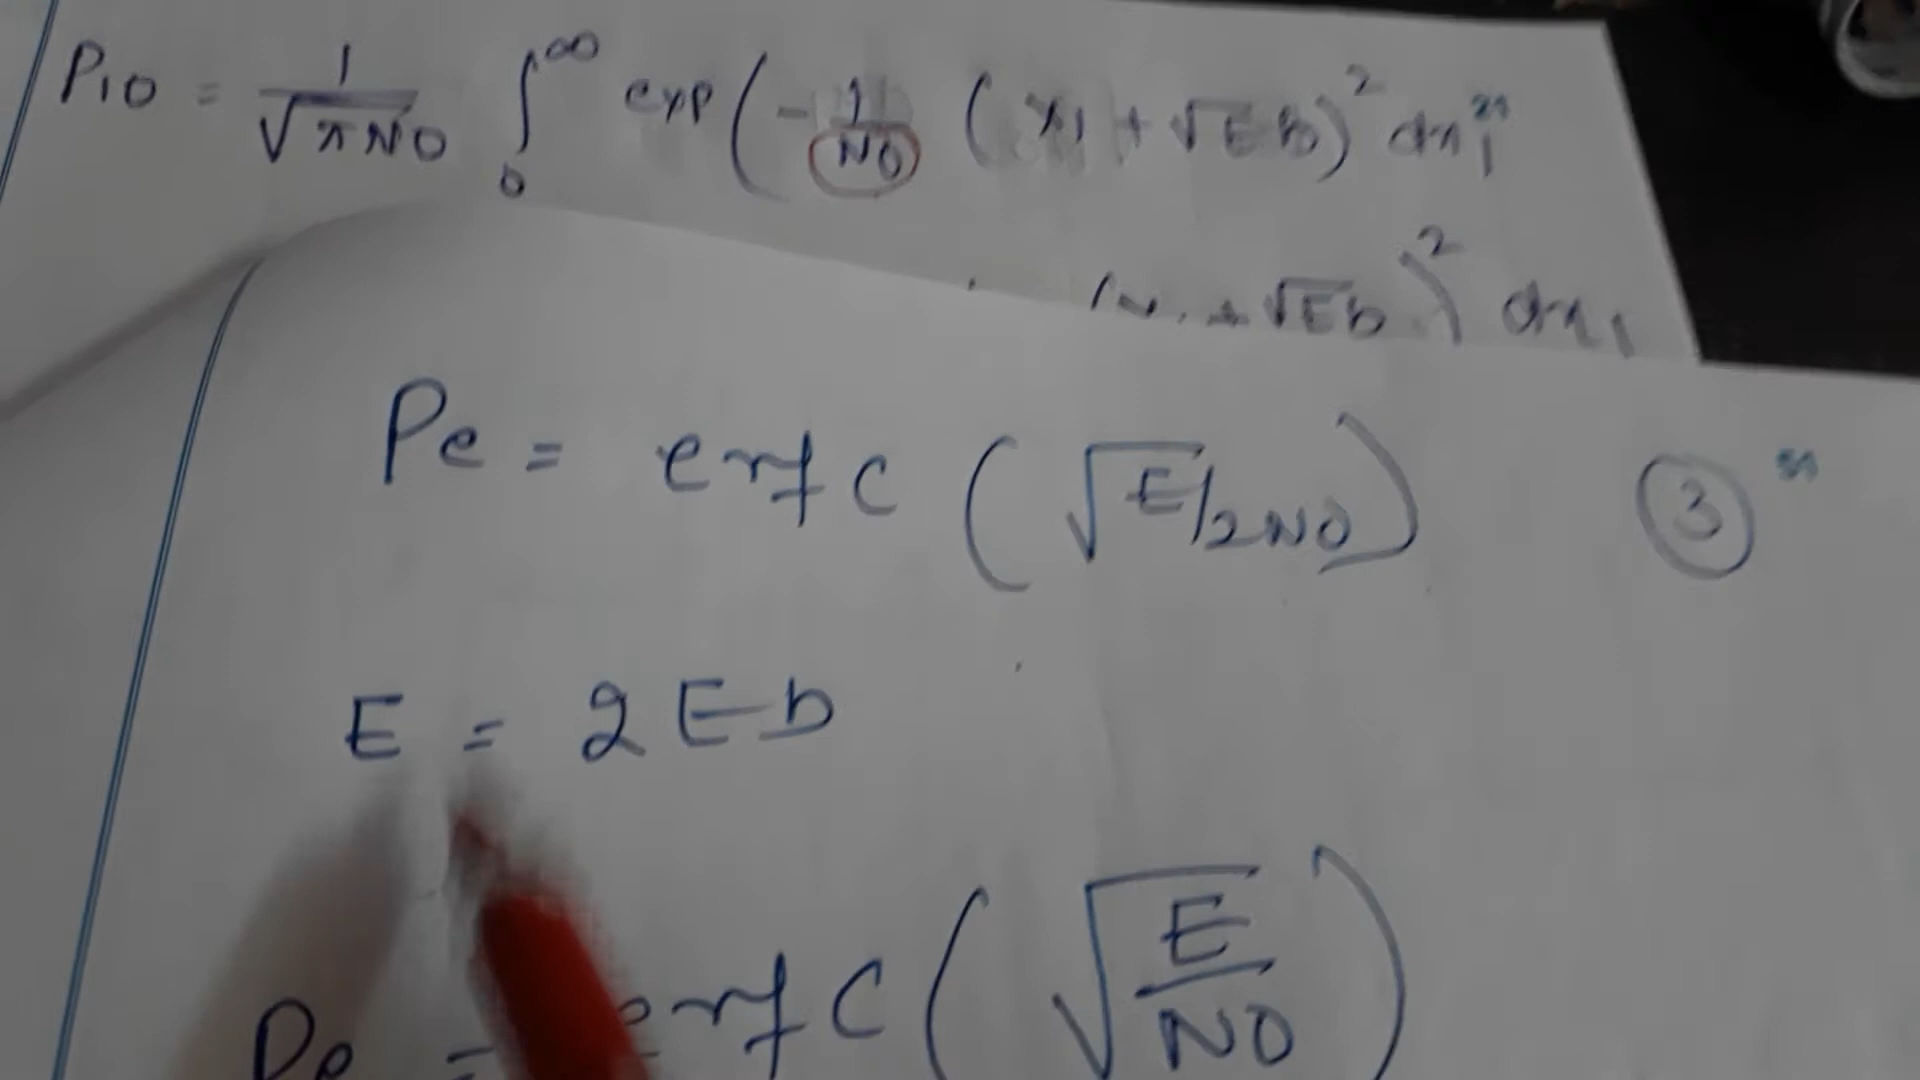 P10 = 1/√πN0 ∫₀^∞ exp(-1/N0 (x1 + √EB)² dx1
+ √Eb)² dx1
Pe = erfc (√E/2N0) ③
E = 2Eb
Pe = erfc (√E/N0)